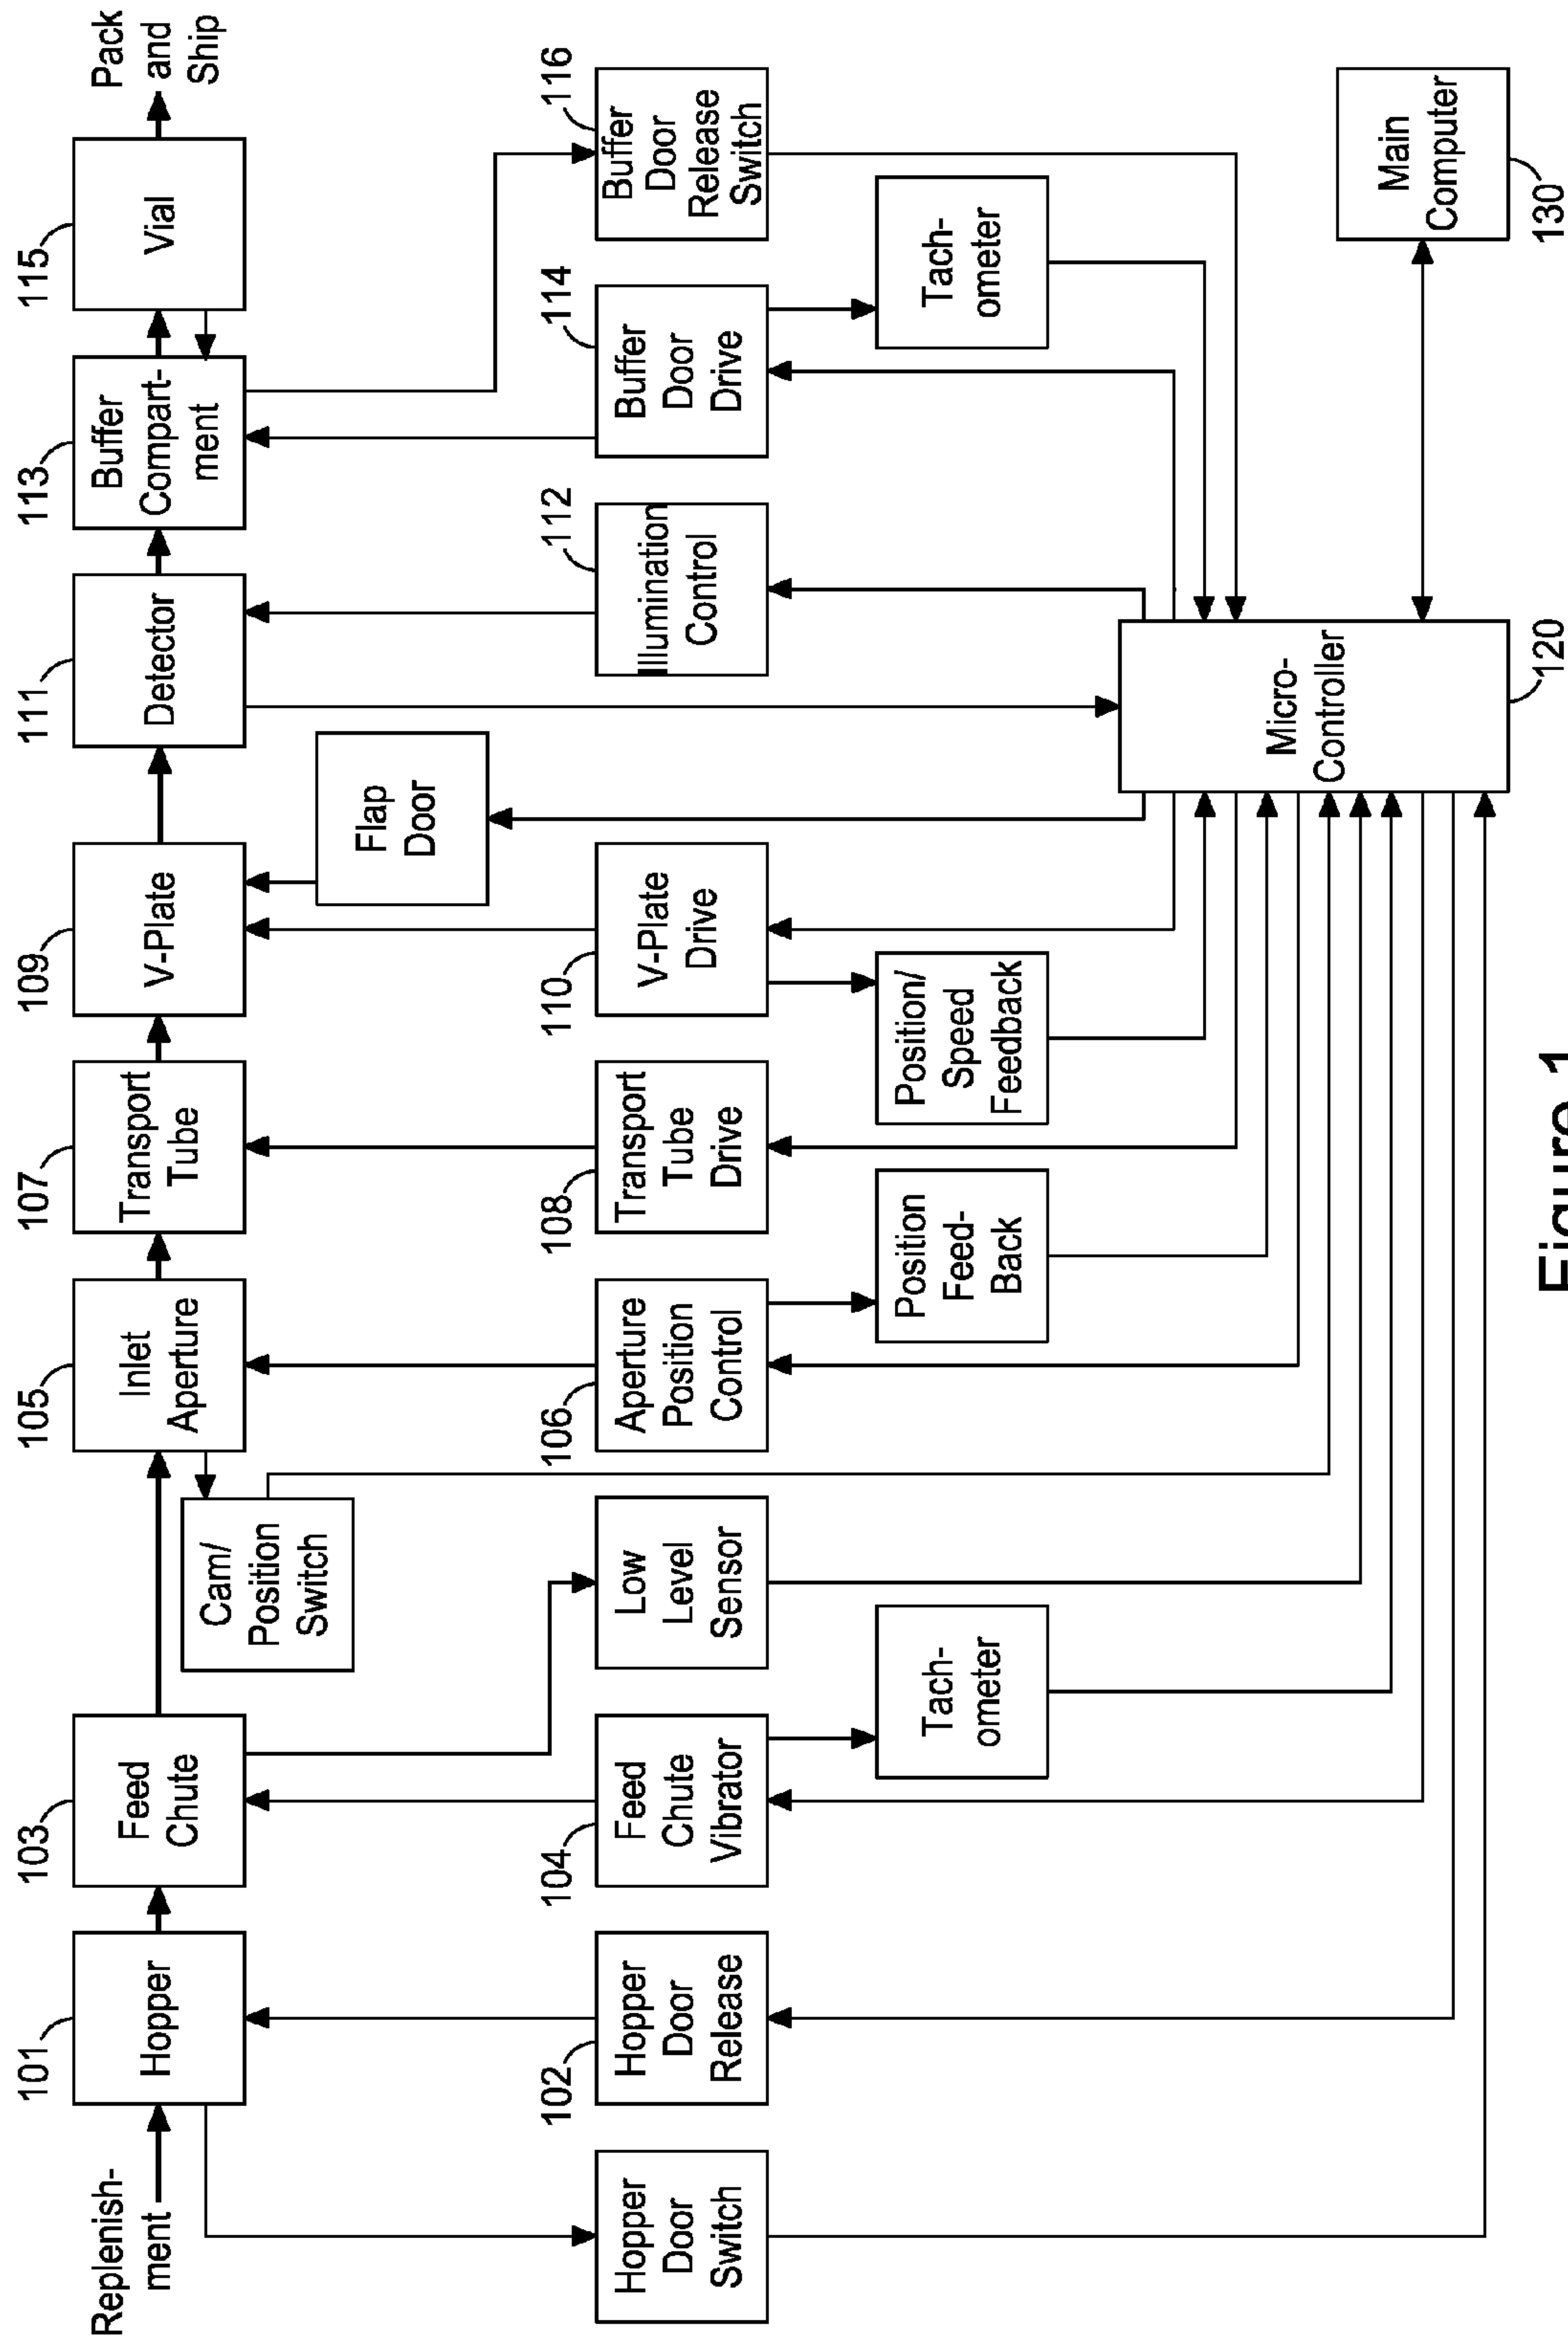 Replenish-
ment
101
Hopper
103
Feed
Chute
105
Inlet
Aperture
107
Transport
Tube
109
V-Plate
111
Detector
113
Buffer
Compart-
ment
115
Vial
Pack
and
Ship
Cam/
Position
Switch
Flap
Door
Hopper
Door
Switch
102
Hopper
Door
Release
104
Feed
Chute
Vibrator
Low
Level
Sensor
106
Aperture
Position
Control
108
Transport
Tube
Drive
110
V-Plate
Drive
112
Illumination
Control
114
Buffer
Door
Drive
116
Buffer
Door
Release
Switch
Tach-
ometer
Position
Feed-
Back
Position/
Speed
Feedback
Tach-
ometer
Micro-
Controller
120
Main
Computer
130
Figure 1